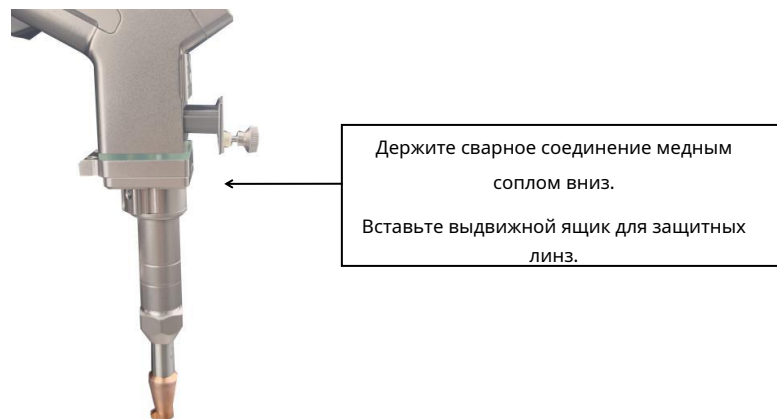 Держите сварное соединение медным
соплом вниз.
Вставьте выдвижной ящик для защитных
линз.